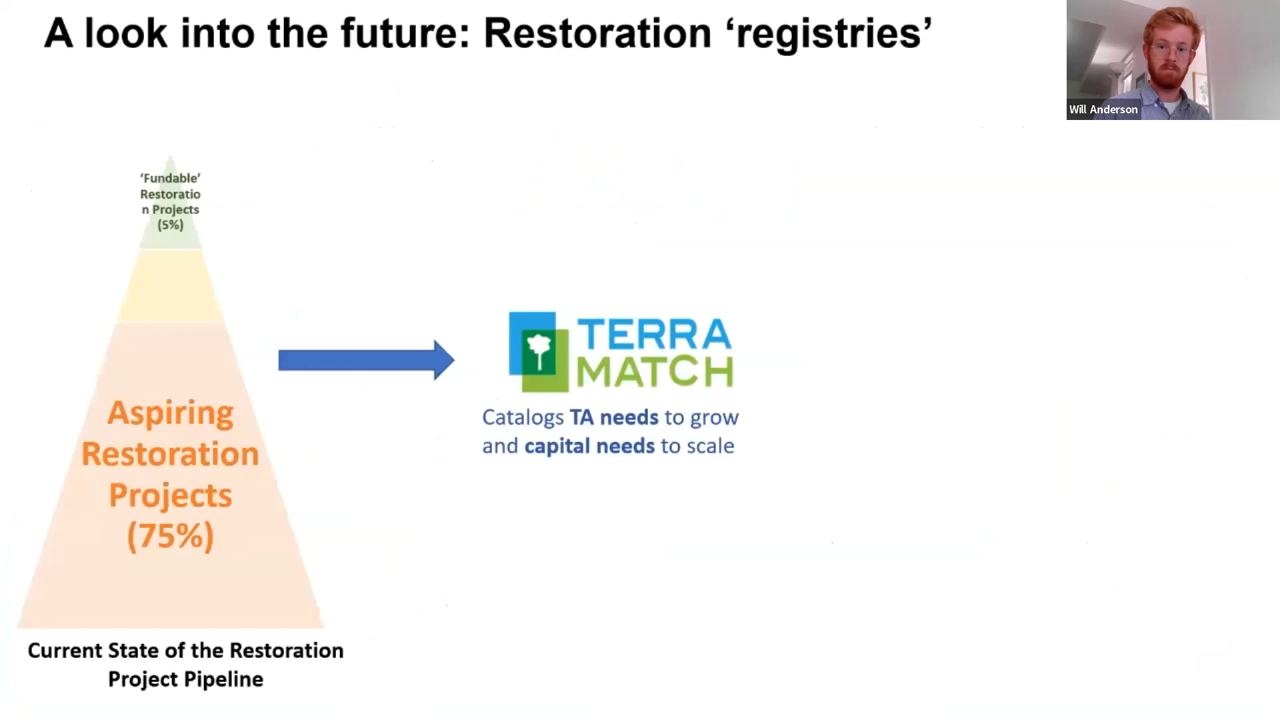 A look into the future: Restoration ‘registries’
Will Anderson
‘Fundable’
Restoratio
n Projects
(5%)
Aspiring
Restoration
Projects
(75%)
Current State of the Restoration
Project Pipeline
TERRA
MATCH
Catalogs TA needs to grow
and capital needs to scale